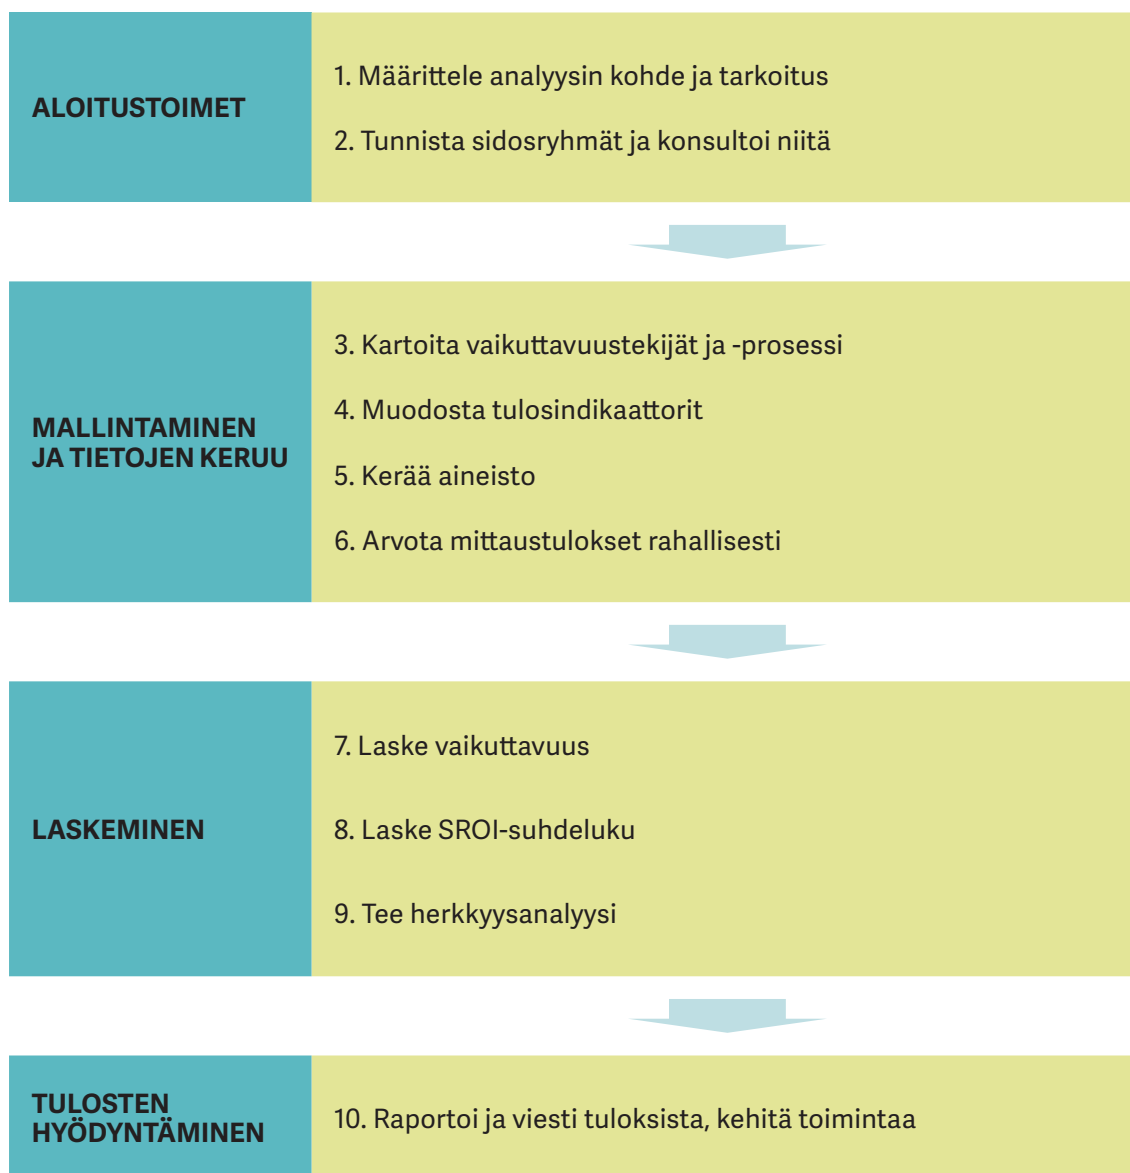 ALOITUSTOIMET
1. Määrittele analyysin kohde ja tarkoitus
2. Tunnista sidosryhmät ja konsultoi niitä
MALLINTAMINEN
JA TIETOJEN KERUU
3. Kartoita vaikuttavuustekijät ja -prosessi
4. Muodosta tulosindikaattorit
5. Kerää aineisto
6. Arvota mittaustulokset rahallisesti
LASKEMINEN
7. Laske vaikuttavuus
8. Laske SROI-suhdeluku
9. Tee herkkyysanalyysi
TULOSTEN
HYÖDYNTÄMINEN
10. Raportoi ja viesti tuloksista, kehitä toimintaa